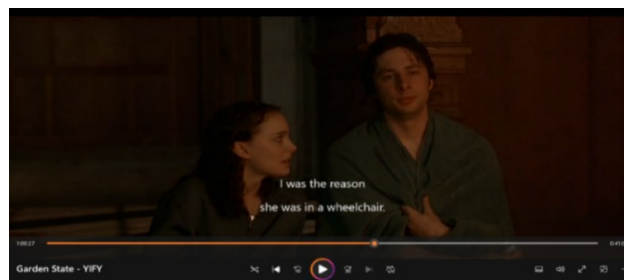 I was the reason
she was in a wheelchair.
1:00:27
Garden State - YIFY